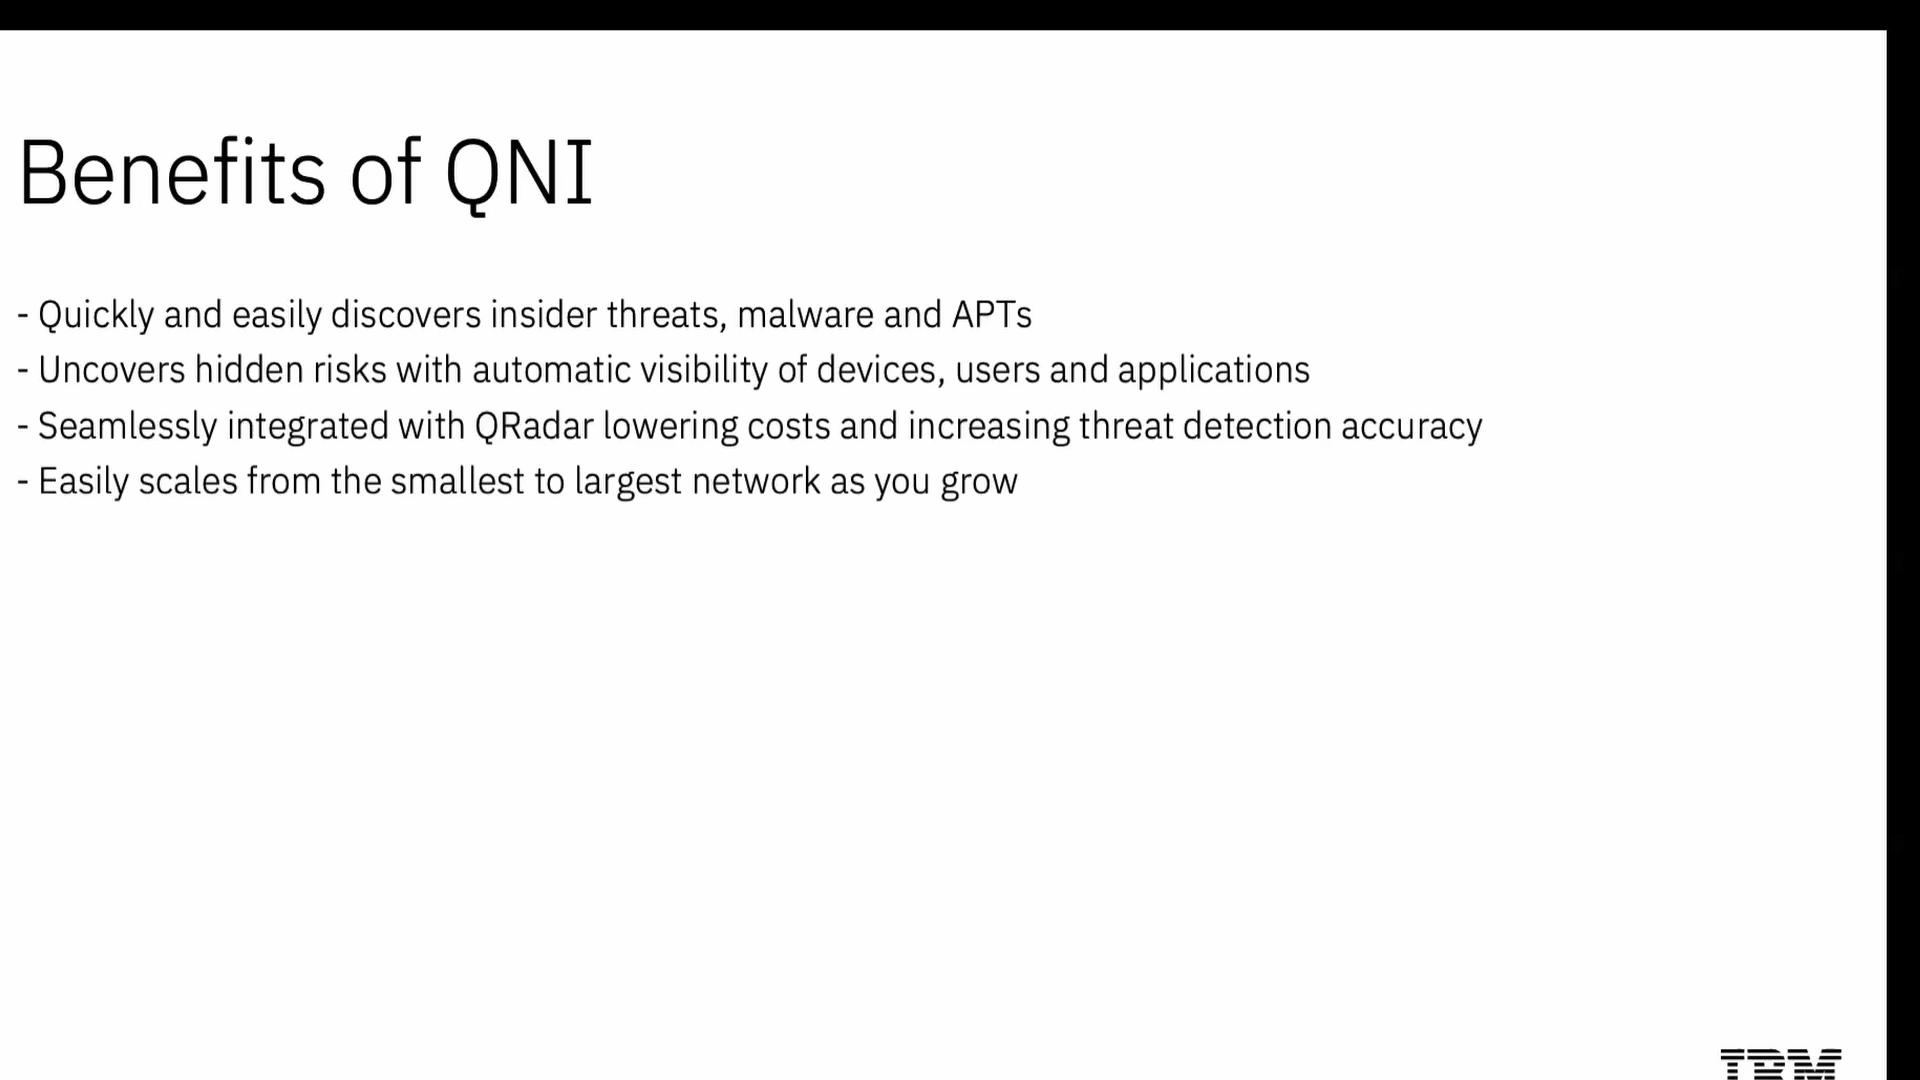 Benefits of QNI
- Quickly and easily discovers insider threats, malware and APTs
- Uncovers hidden risks with automatic visibility of devices, users and applications
- Seamlessly integrated with QRadar lowering costs and increasing threat detection accuracy
- Easily scales from the smallest to largest network as you grow
IBM